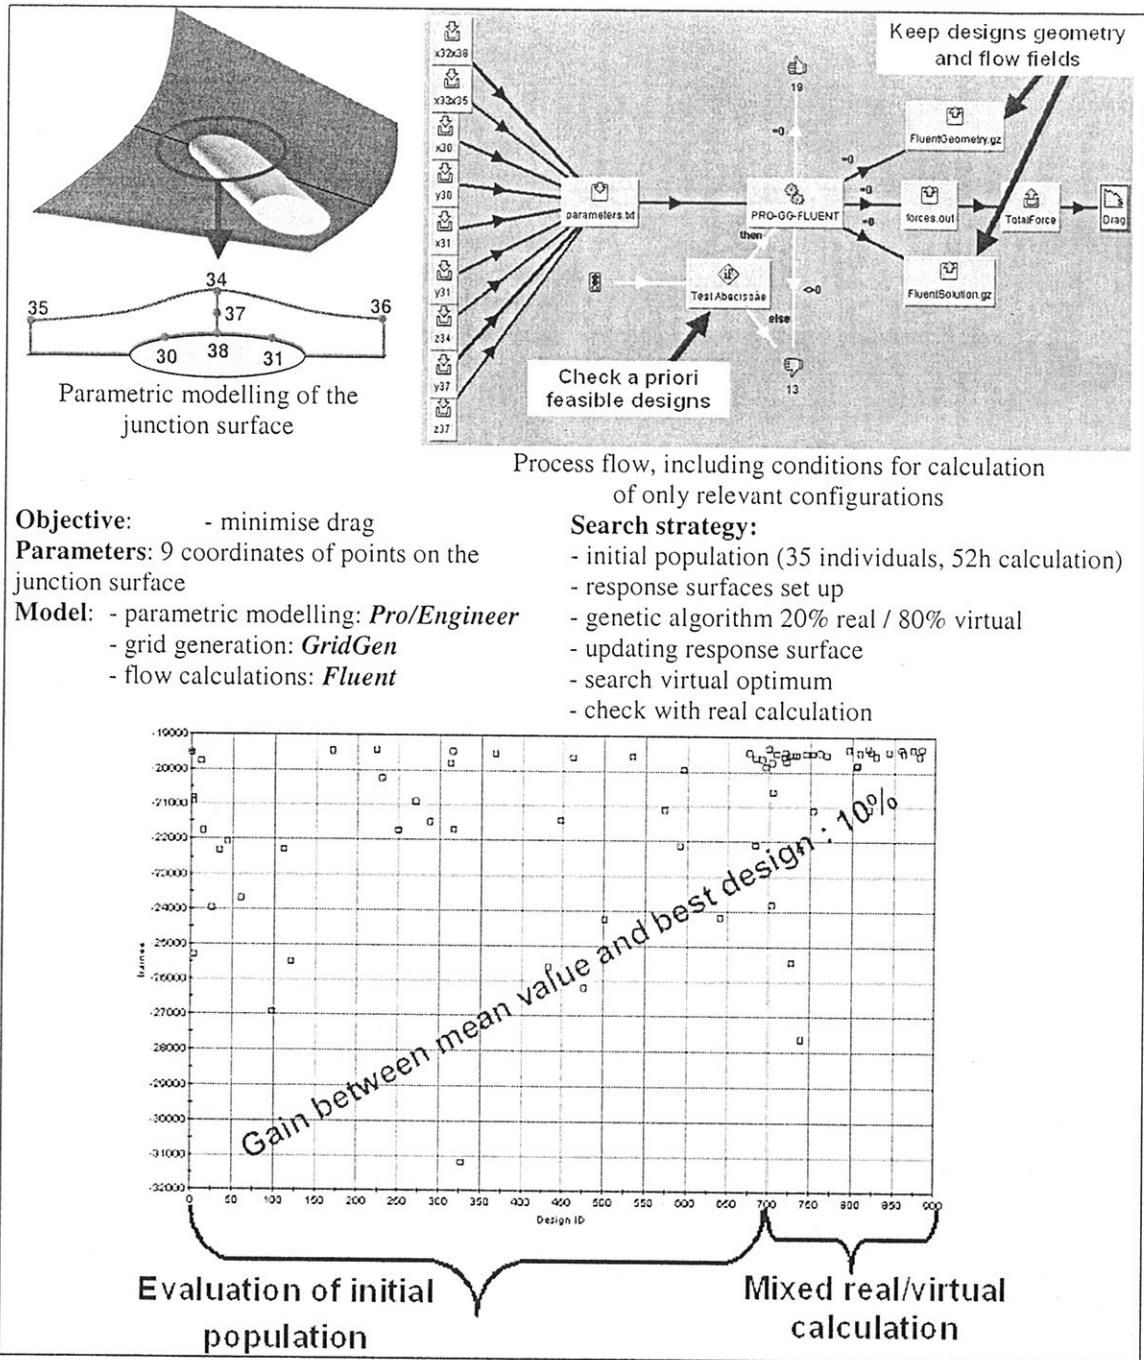 34
35
36
37
30
38
31
Parametric modelling of the
junction surface
x32x38
x33x35
x30
y30
x31
y31
z34
y37
z37
parameters.txt
19
=0
PRO-GG-FLUENT
then
TestAbscissae
else
<>0
13
=0
=0
=0
FluentGeometry.gz
forces.out
TotalForce
Drag
FluentSolution.gz
Keep designs geometry
and flow fields
Check a priori
feasible designs
Process flow, including conditions for calculation
of only relevant configurations
Objective: - minimise drag
Parameters: 9 coordinates of points on the
junction surface
Model: - parametric modelling: Pro/Engineer
- grid generation: GridGen
- flow calculations: Fluent
Search strategy:
- initial population (35 individuals, 52h calculation)
- response surfaces set up
- genetic algorithm 20% real / 80% virtual
- updating response surface
- search virtual optimum
- check with real calculation
-19000
-20000
-21000
-22000
-23000
-24000
-25000
-26000
-27000
-28000
-29000
-30000
-31000
-32000
Gain between mean value and best design : 10%
0 50 100 150 200 250 300 350 400 450 500 550 600 650 700 750 800 850 900
Design ID
Evaluation of initial
population
Mixed real/virtual
calculation